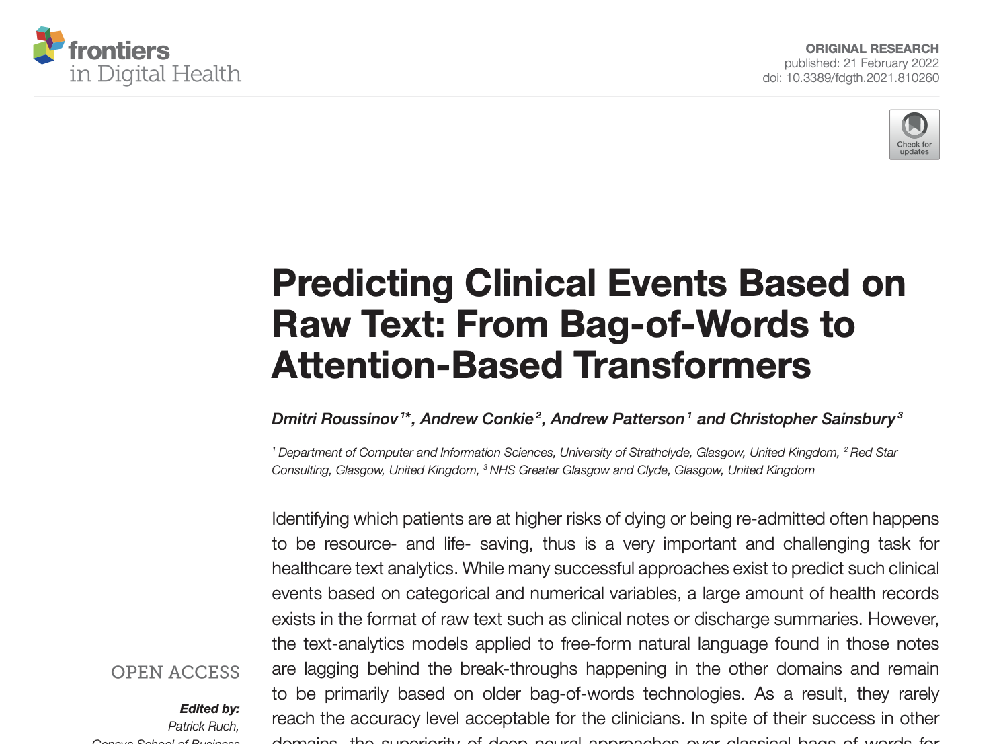 frontiers
in Digital Health
ORIGINAL RESEARCH
published: 21 February 2022
doi: 10.3389/fdgth.2021.810260
Check for
updates
Predicting Clinical Events Based on
Raw Text: From Bag-of-Words to
Attention-Based Transformers
Dmitri Roussinov 1*, Andrew Conkie 2, Andrew Patterson 1 and Christopher Sainsbury 3
1 Department of Computer and Information Sciences, University of Strathclyde, Glasgow, United Kingdom, 2 Red Star
Consulting, Glasgow, United Kingdom, 3 NHS Greater Glasgow and Clyde, Glasgow, United Kingdom
Identifying which patients are at higher risks of dying or being re-admitted often happens
to be resource- and life- saving, thus is a very important and challenging task for
healthcare text analytics. While many successful approaches exist to predict such clinical
events based on categorical and numerical variables, a large amount of health records
exists in the format of raw text such as clinical notes or discharge summaries. However,
the text-analytics models applied to free-form natural language found in those notes
are lagging behind the break-throughs happening in the other domains and remain
to be primarily based on older bag-of-words technologies. As a result, they rarely
reach the accuracy level acceptable for the clinicians. In spite of their success in other
domains, the superiority of deep neural approaches over classical bags of words for
OPEN ACCESS
Edited by:
Patrick Ruch,
Geneva School of Business